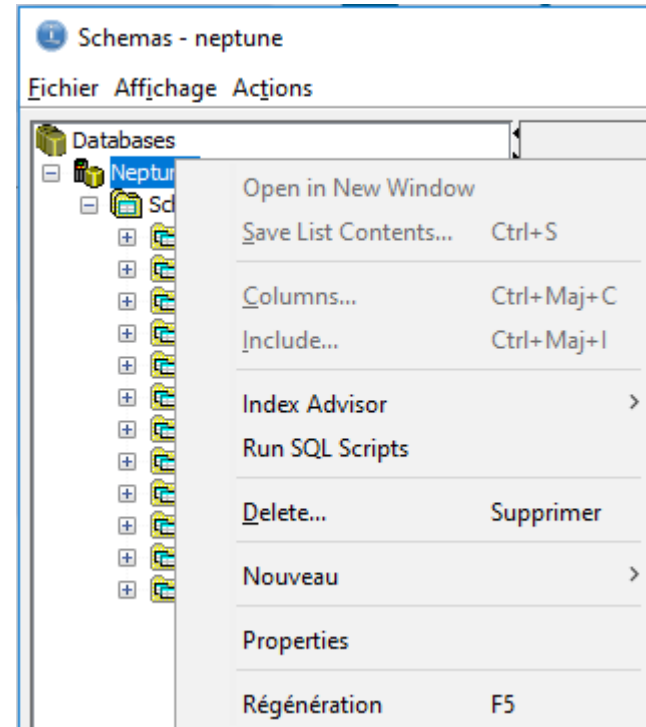 Schemas - neptune
Fichier Affichage Actions
Databases
Neptun
Sc
Open in New Window
Save List Contents... Ctrl+S
Columns... Ctrl+Maj+C
Include... Ctrl+Maj+I
Index Advisor
Run SQL Scripts
Delete... Supprimer
Nouveau
Properties
Régénération F5